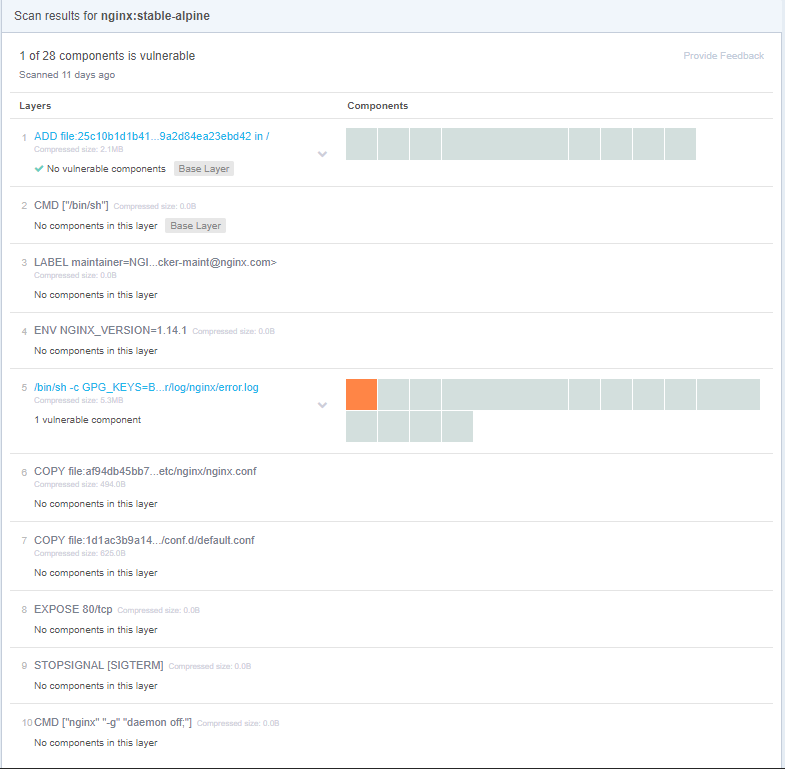 Scan results for nginx:stable-alpine
1 of 28 components is vulnerable
Provide Feedback
Scanned 11 days ago
Layers
Components
1 ADD file:25c10b1d1b41...9a2d84ea23ebd42 in /
Compressed size: 2.1MB
No vulnerable components Base Layer
2 CMD ["/bin/sh"] Compressed size: 0.0B
No components in this layer Base Layer
3 LABEL maintainer=NGI...cker-maint@nginx.com>
Compressed size: 0.0B
No components in this layer
4 ENV NGINX_VERSION=1.14.1 Compressed size: 0.0B
No components in this layer
5 /bin/sh -c GPG_KEYS=B...r/log/nginx/error.log
Compressed size: 5.3MB
1 vulnerable component
6 COPY file:af94db45bb7...etc/nginx/nginx.conf
Compressed size: 494.0B
No components in this layer
7 COPY file:1d1ac3b9a14.../conf.d/default.conf
Compressed size: 625.0B
No components in this layer
8 EXPOSE 80/tcp Compressed size: 0.0B
No components in this layer
9 STOPSIGNAL [SIGTERM] Compressed size: 0.0B
No components in this layer
10 CMD ["nginx" "-g" "daemon off;"] Compressed size: 0.0B
No components in this layer